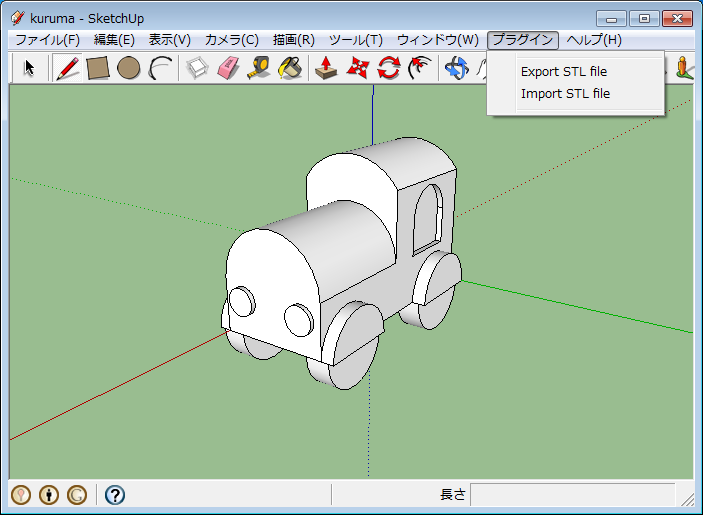 kuruma - SketchUp
ファイル(F) 編集(E) 表示(V) カメラ(C) 描画(R) ツール(T) ウィンドウ(W) プラグイン ヘルプ(H)
Export STL file
Import STL file
長さ